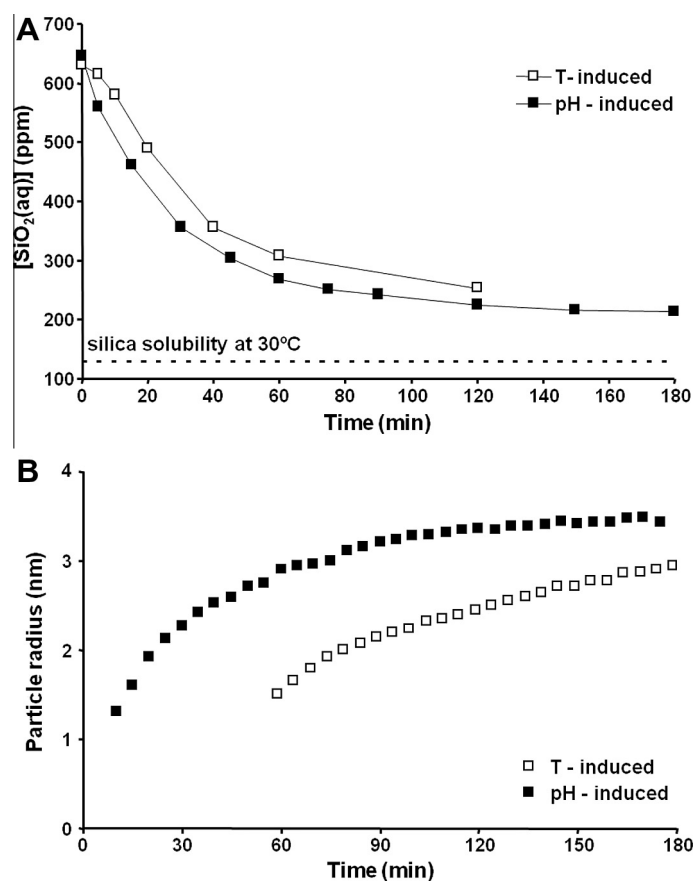 A
700
600
500
400
300
200
100
[SiO₂(aq)] (ppm)
T- induced
pH - induced
silica solubility at 30ºC
0 20 40 60 80 100 120 140 160 180
Time (min)
B
4
3
2
1
0
Particle radius (nm)
T - induced
pH - induced
0 30 60 90 120 150 180
Time (min)